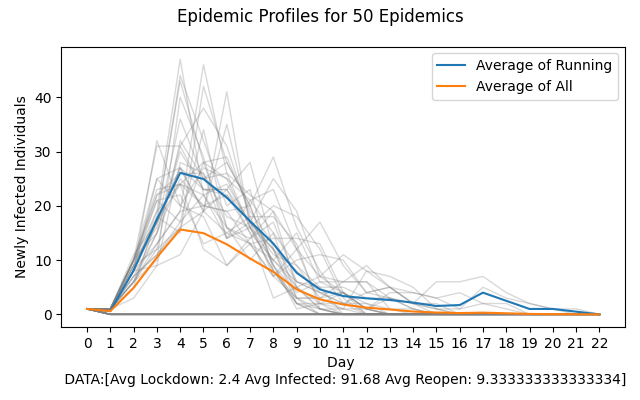 Epidemic Profiles for 50 Epidemics
Average of Running
Average of All
Newly Infected Individuals
40
30
20
10
0
0 1 2 3 4 5 6 7 8 9 10 11 12 13 14 15 16 17 18 19 20 21 22
Day
DATA:[Avg Lockdown: 2.4 Avg Infected: 91.68 Avg Reopen: 9.333333333333334]